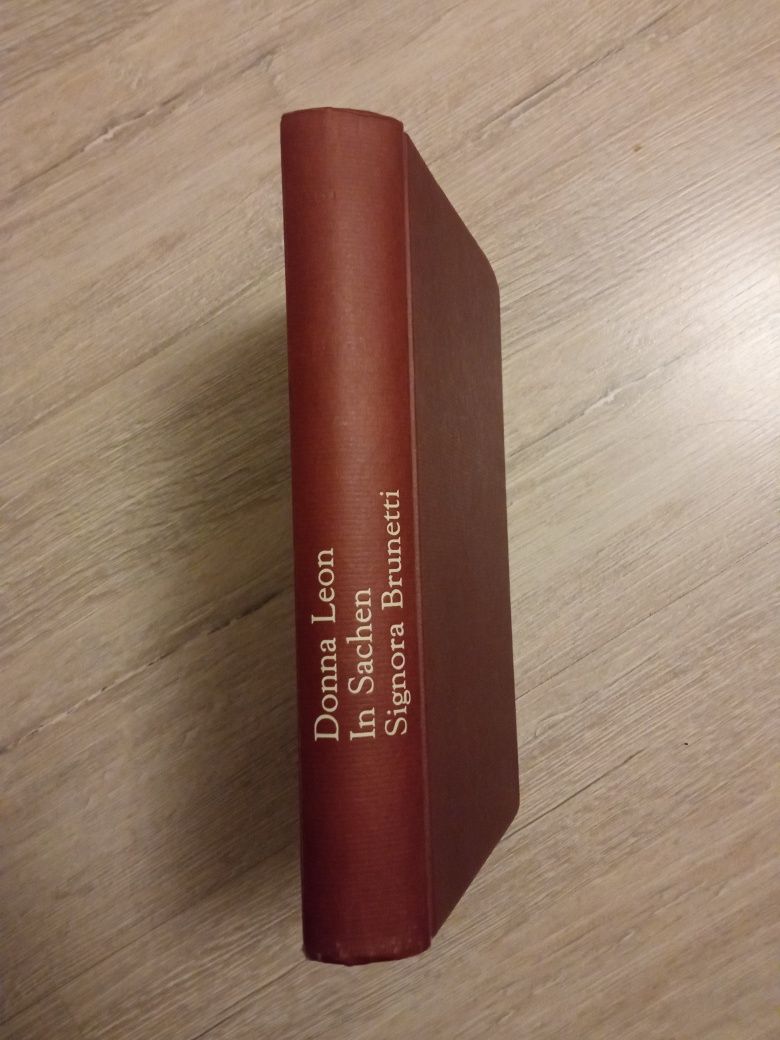 Donna Leon
In Sachen
Signora Brunetti